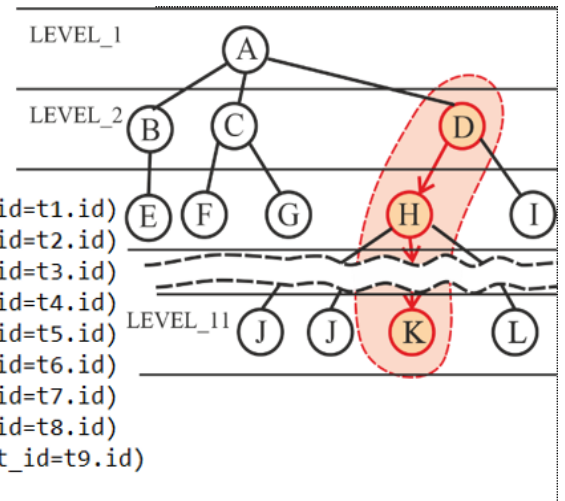 LEVEL_1
A
LEVEL_2
B
C
D
id=t1.id)
E
F
G
H
I
id=t2.id)
id=t3.id)
id=t4.id)
LEVEL_11
J
J
K
L
id=t5.id)
id=t6.id)
id=t7.id)
id=t8.id)
t_id=t9.id)